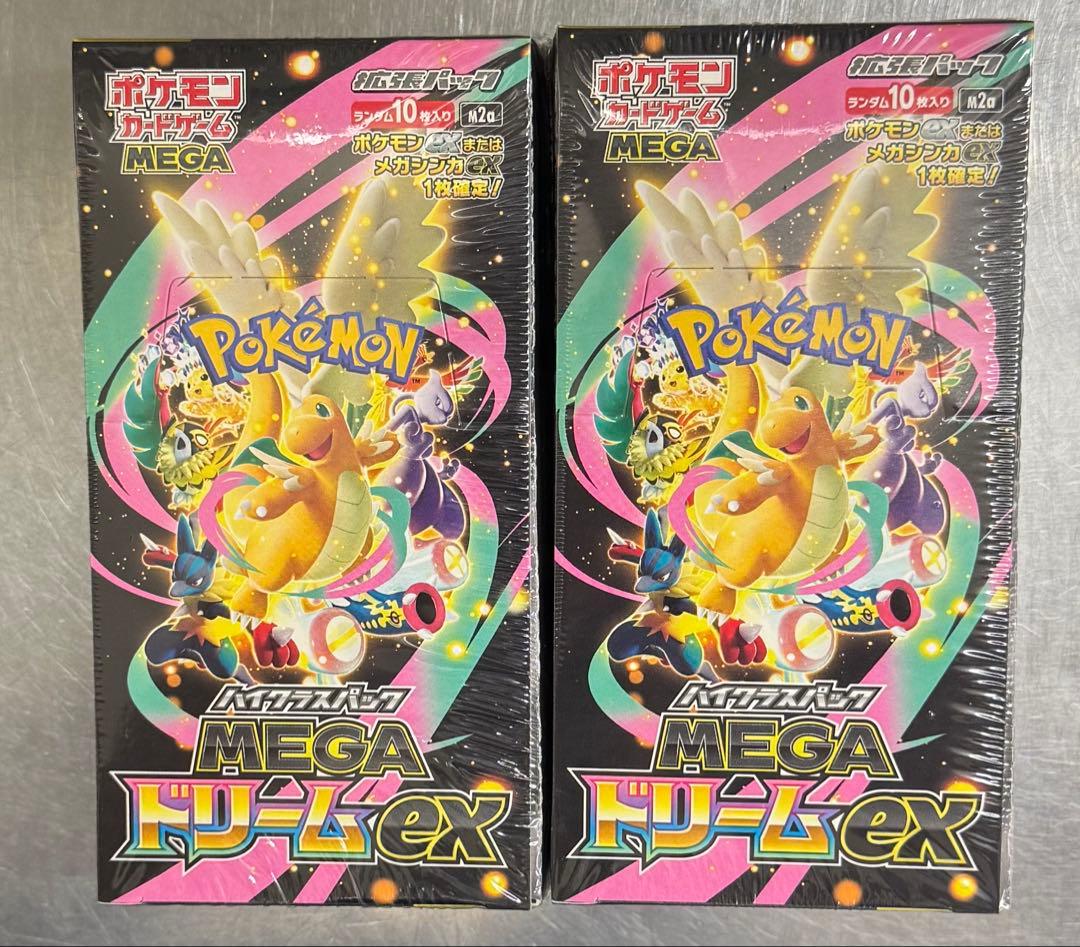 ポケモン
カードゲーム
MEGA
拡張パック
ランダム10枚入り M2a
ポケモンexまたは
メガシンカex
1枚確定!
POKéMON
ハイクラスパック
MEGA
ドリームex
ポケモン
カードゲーム
MEGA
拡張パック
ランダム10枚入り M2a
ポケモンexまたは
メガシンカex
1枚確定!
POKéMON
ハイクラスパック
MEGA
ドリームex